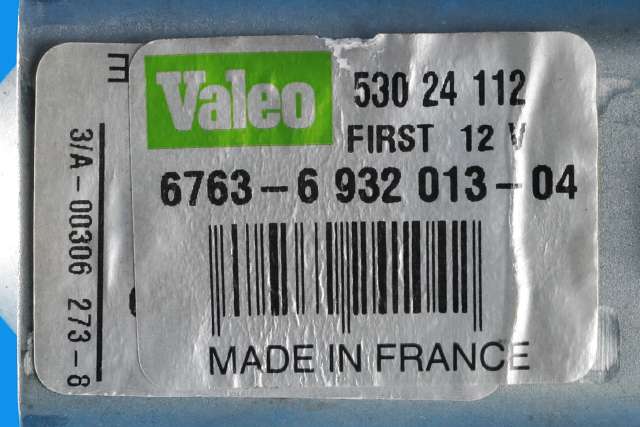 Valeo
530 24 112
FIRST 12 V
6763-6 932 013-04
MADE IN FRANCE
E
3/A-00306 273-8